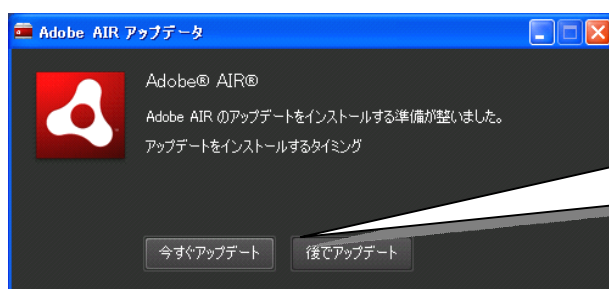 Adobe AIR アップデータ
Adobe® AIR®
Adobe AIR のアップデートをインストールする準備が整いました。
アップデートをインストールするタイミング
今すぐアップデート
後でアップデート